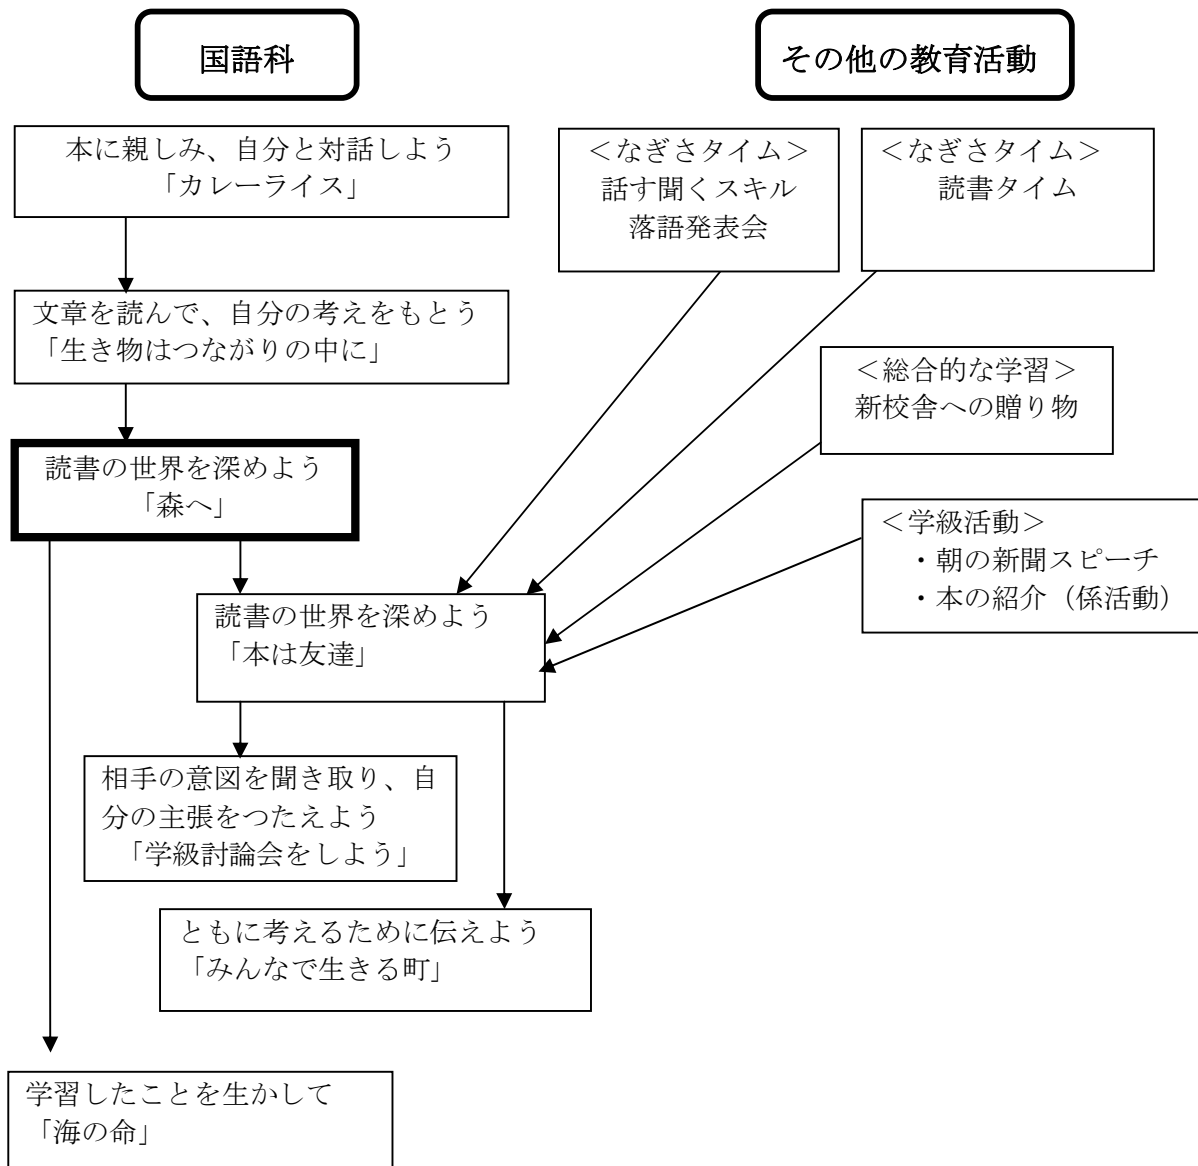 国語科
その他の教育活動
本に親しみ、自分と対話しよう
「カレーライス」
＜なぎさタイム＞
話す聞くスキル
落語発表会
＜なぎさタイム＞
読書タイム
文章を読んで、自分の考えをもとう
「生き物はつながりの中に」
＜総合的な学習＞
新校舎への贈り物
読書の世界を深めよう
「森へ」
＜学級活動＞
・朝の新聞スピーチ
・本の紹介（係活動）
読書の世界を深めよう
「本は友達」
相手の意図を聞き取り、自
分の主張をつたえよう
「学級討論会をしよう」
ともに考えるために伝えよう
「みんなで生きる町」
学習したことを生かして
「海の命」